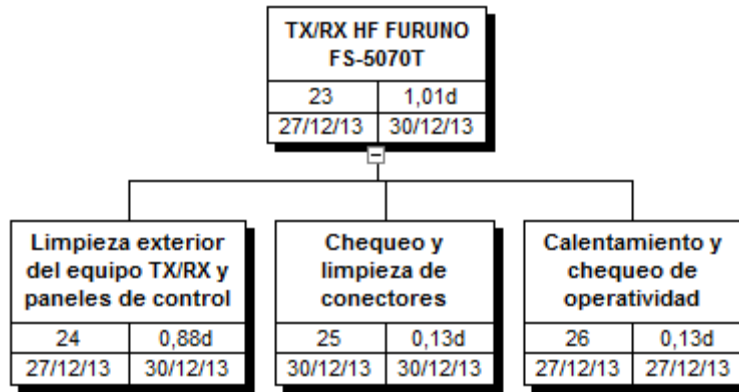 TX/RX HF FURUNO
FS-5070T
23 1,01d
27/12/13 30/12/13
Limpieza exterior
del equipo TX/RX y
paneles de control
24 0,88d
27/12/13 30/12/13
Chequeo y
limpieza de
conectores
25 0,13d
30/12/13 30/12/13
Calentamiento y
chequeo de
operatividad
26 0,13d
27/12/13 27/12/13